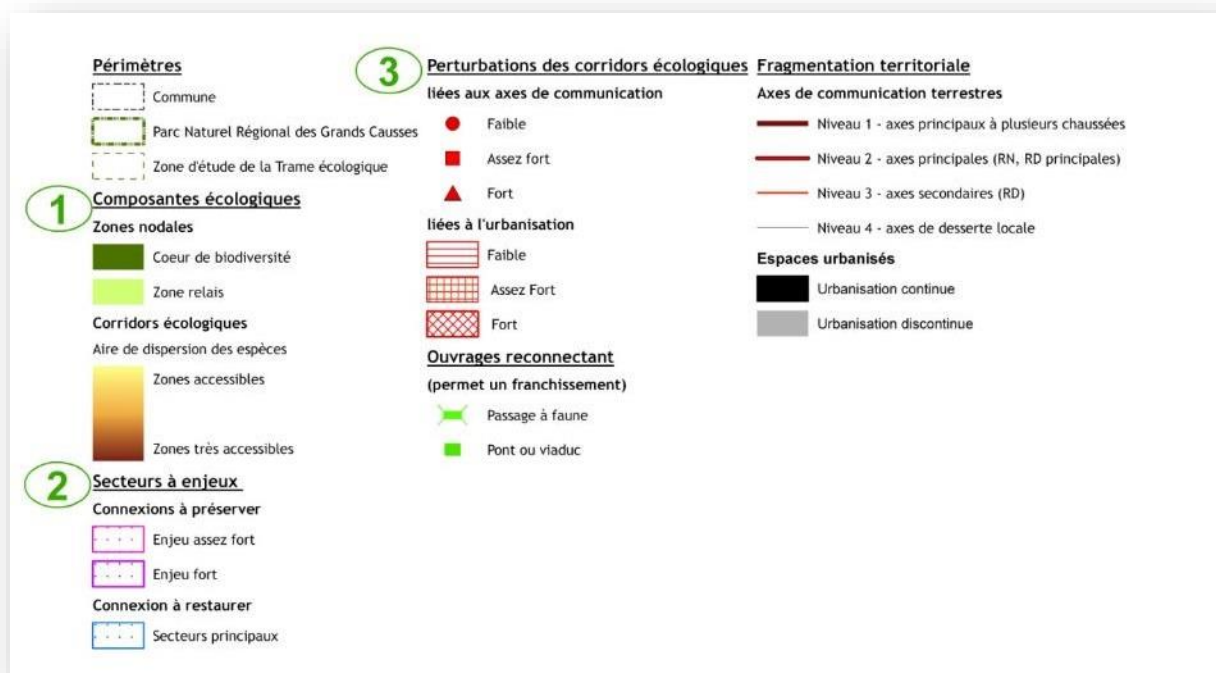 Périmètres
Commune
Parc Naturel Régional des Grands Causses
Zone d'étude de la Trame écologique
1
Composantes écologiques
Zones nodales
Coeur de biodiversité
Zone relais
Corridors écologiques
Aire de dispersion des espèces
Zones accessibles
Zones très accessibles
2
Secteurs à enjeux
Connexions à préserver
Enjeu assez fort
Enjeu fort
Connexion à restaurer
Secteurs principaux
3
Perturbations des corridors écologiques
liées aux axes de communication
Faible
Assez fort
Fort
liées à l'urbanisation
Faible
Assez Fort
Fort
Ouvrages reconnectant
(permet un franchissement)
Passage à faune
Pont ou viaduc
Fragmentation territoriale
Axes de communication terrestres
Niveau 1 - axes principaux à plusieurs chaussées
Niveau 2 - axes principales (RN, RD principales)
Niveau 3 - axes secondaires (RD)
Niveau 4 - axes de desserte locale
Espaces urbanisés
Urbanisation continue
Urbanisation discontinue